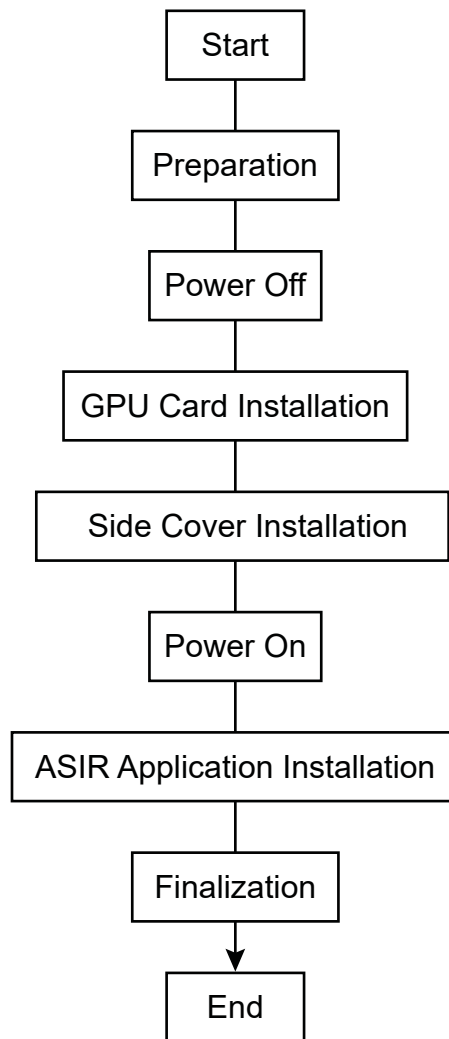 Start
Preparation
Power Off
GPU Card Installation
Side Cover Installation
Power On
ASIR Application Installation
Finalization
End